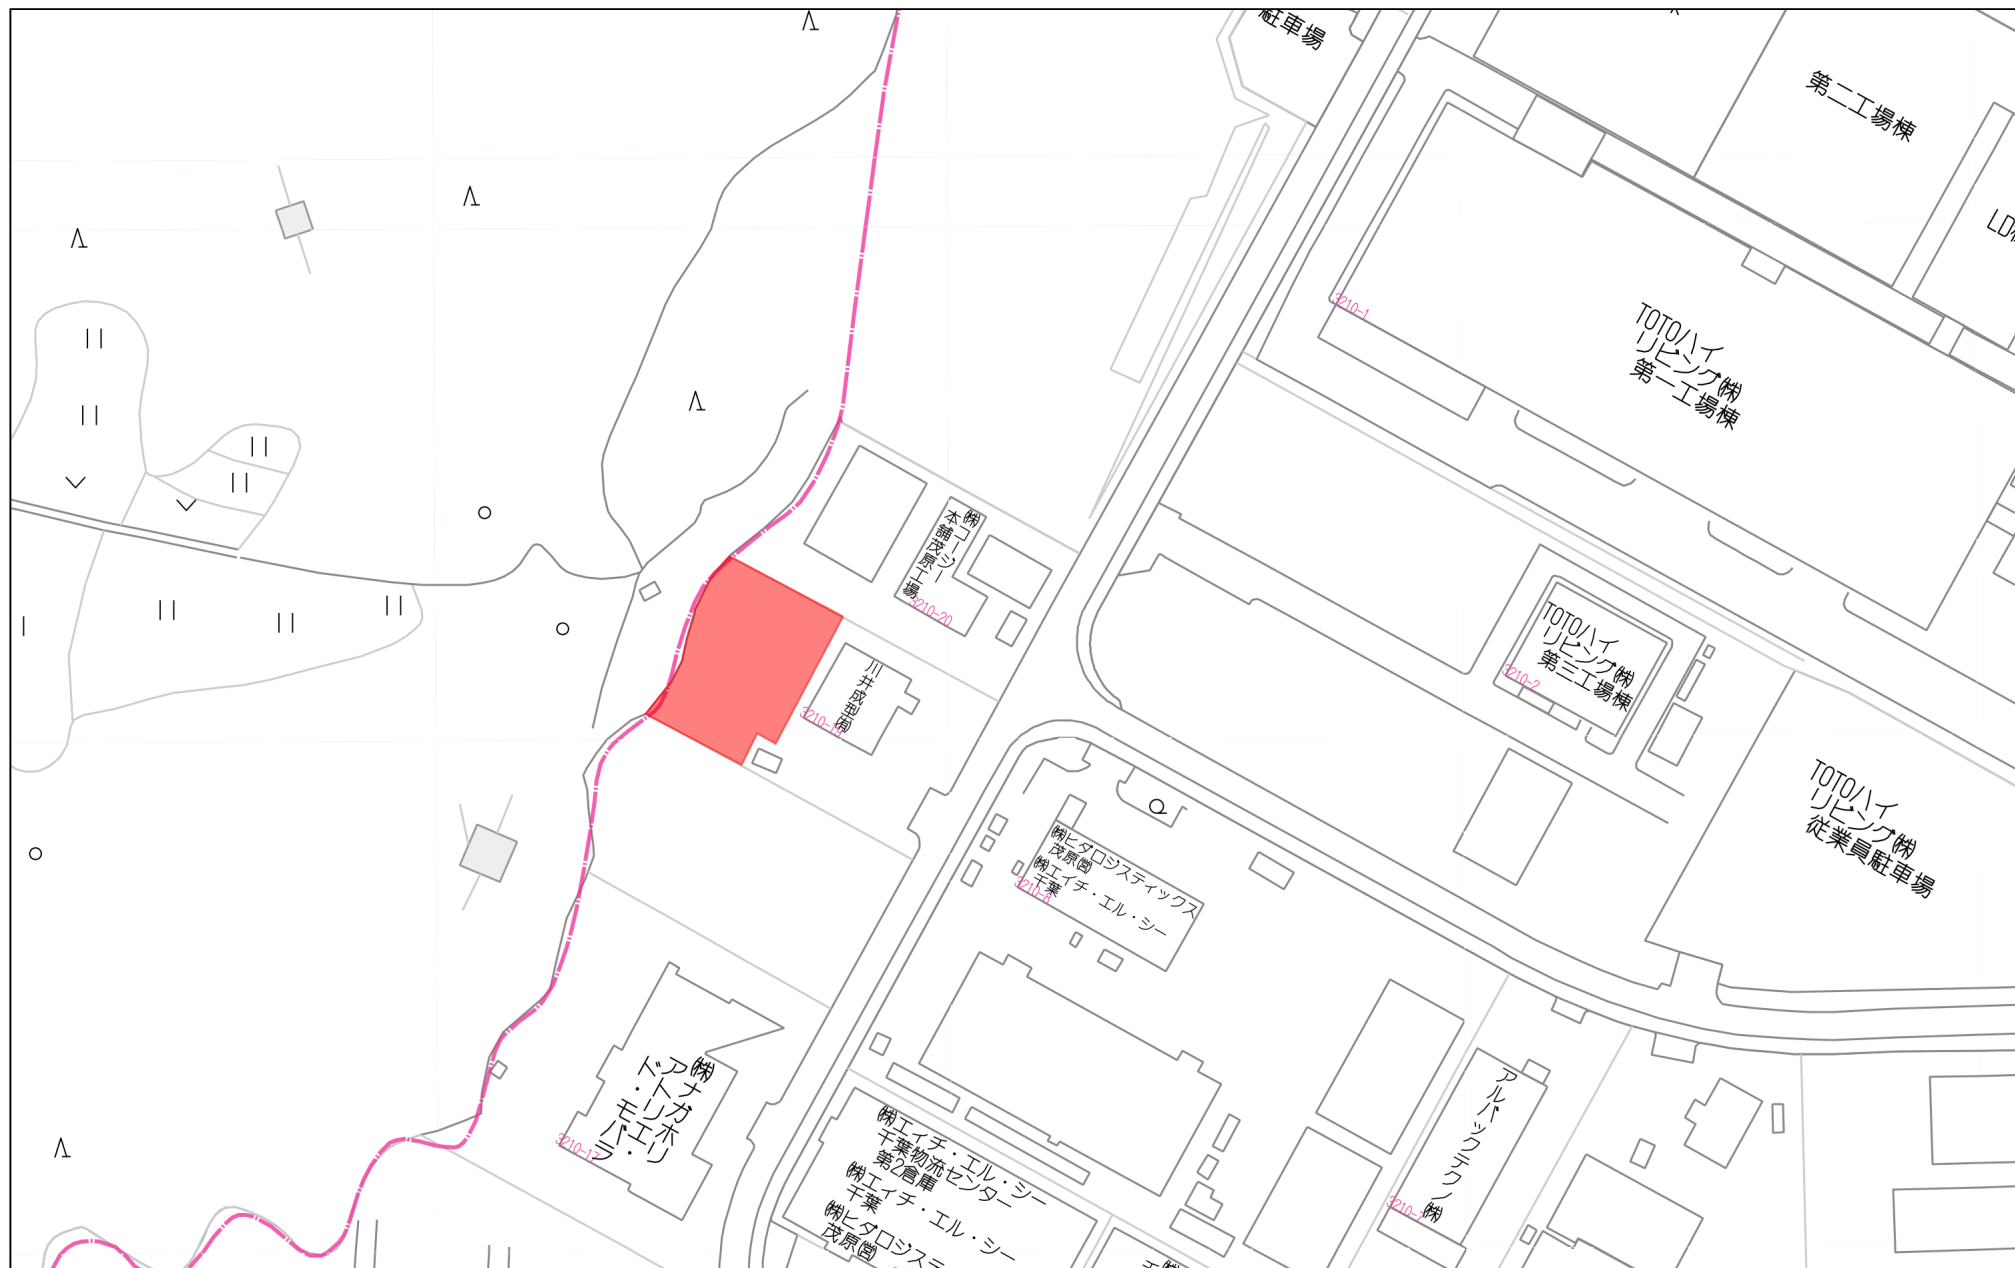 駐車場
第二工場棟
TOTOハイ
リビング㈱
第一工場棟
3210-1
㈱コージー
本舗茂原工場
3210-20
川井成型㈲
3210-19
TOTOハイ
リビング㈱
第三工場棟
3210-2
TOTOハイ
リビング㈱
従業員駐車場
㈱ヒダロジスティックス
茂原営
㈱エイチ・エル・シー
千葉
3210-8
㈱ナガホリ
アトリエ・
ド・モバラ
3210-17
㈱エイチ・エル・シー
千葉物流センター
第2倉庫
㈱エイチ・エル・シー
千葉
㈱ヒダロジステ
茂原営
アルバックテクノ㈱
3210-7